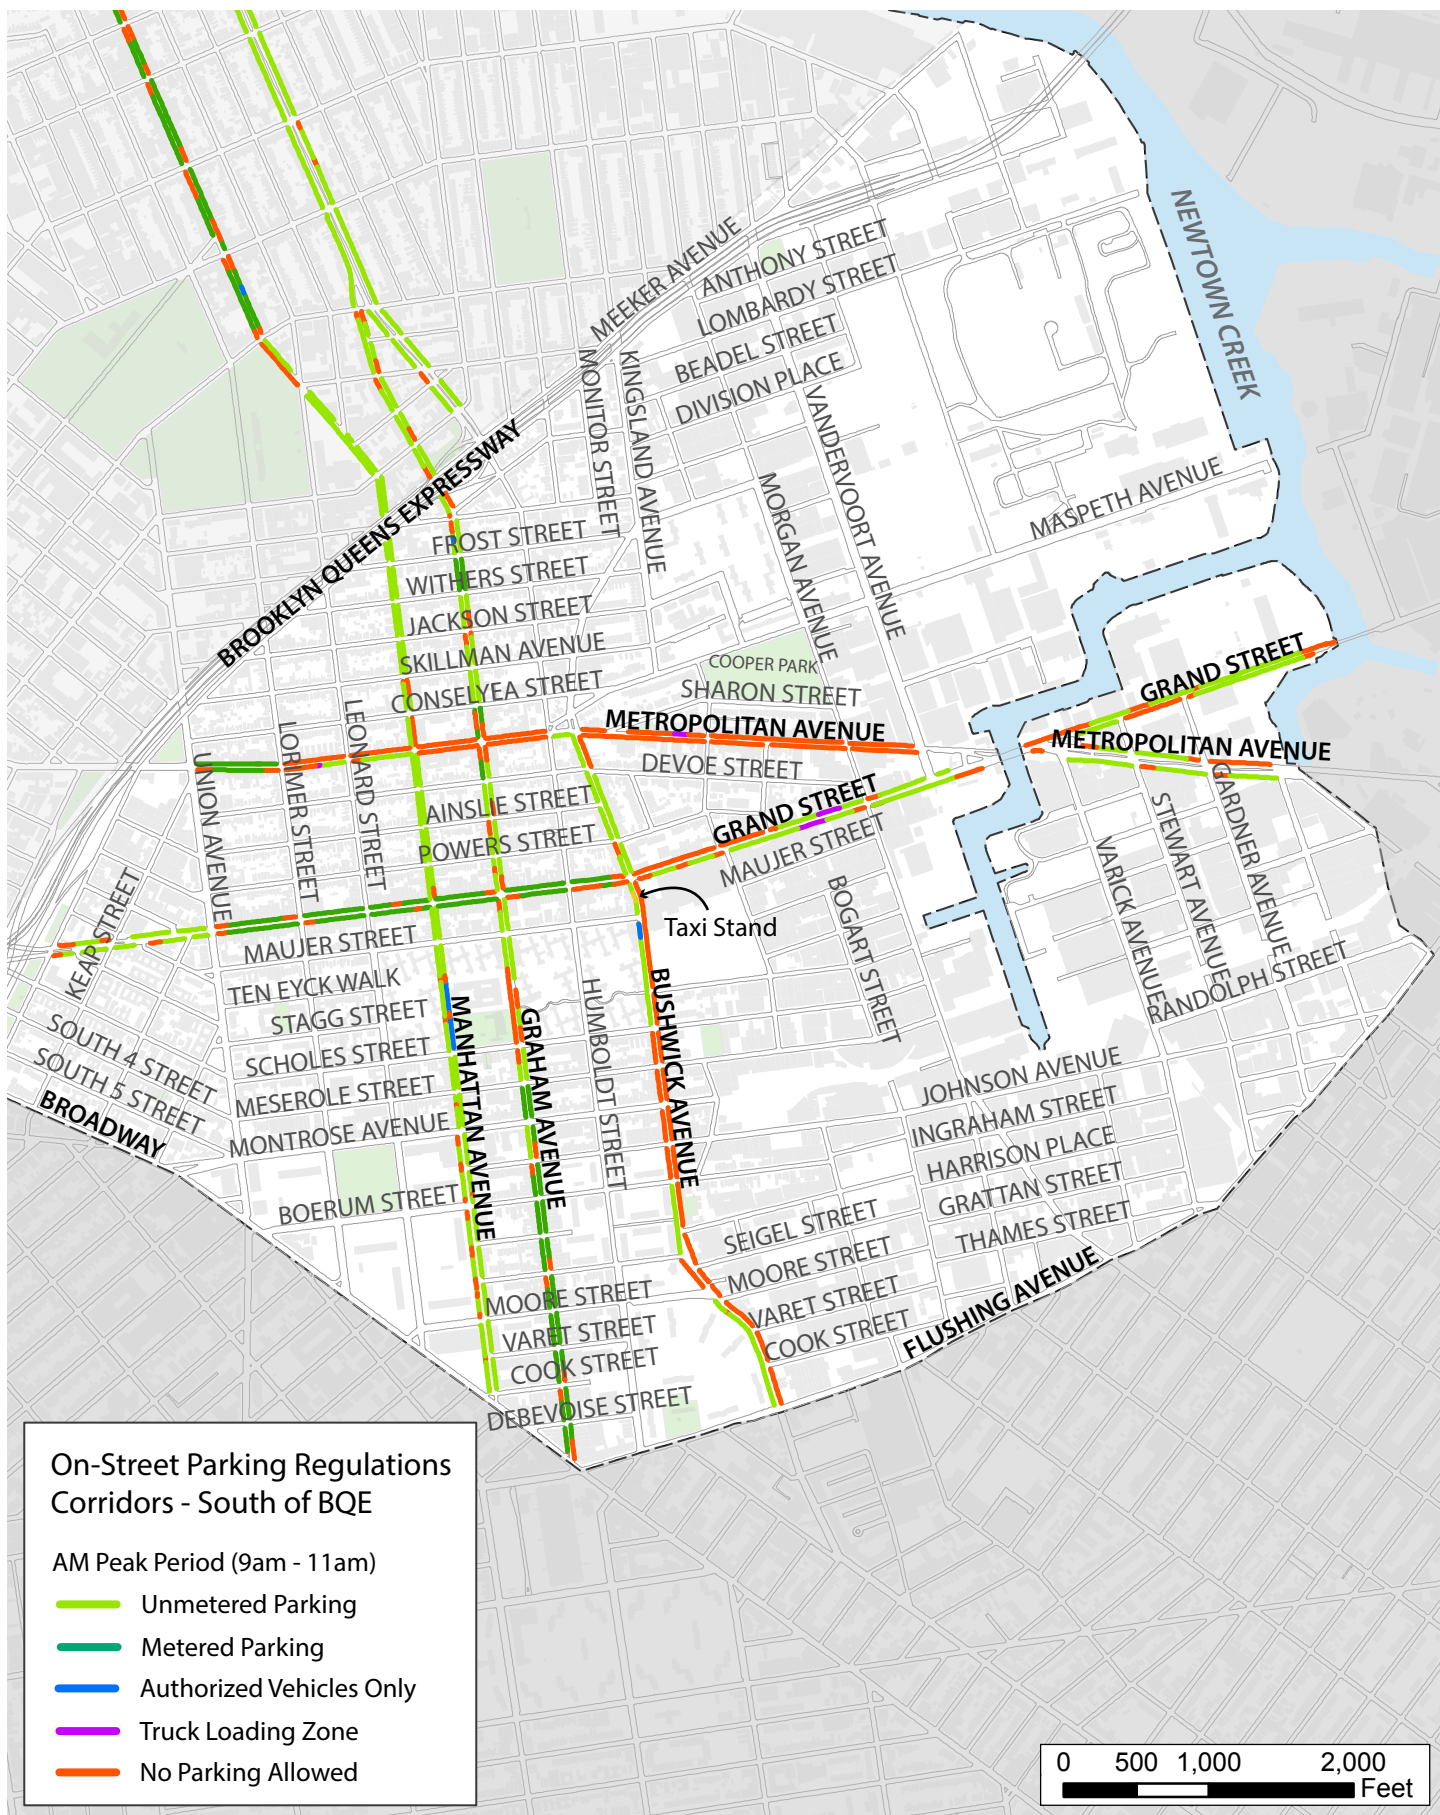 NEWTOWN CREEK
MEEKER AVENUE
ANTHONY STREET
LOMBARDY STREET
BEADEL STREET
DIVISION PLACE
MONITOR STREET
KINGSLAND AVENUE
VANDERVOORT AVENUE
MORGAN AVENUE
MASPETH AVENUE
BROOKLYN QUEENS EXPRESSWAY
FROST STREET
WITHERS STREET
JACKSON STREET
SKILLMAN AVENUE
CONSELYEA STREET
COOPER PARK
SHARON STREET
GRAND STREET
METROPOLITAN AVENUE
METROPOLITAN AVENUE
DEVOE STREET
UNION AVENUE
LORIMER STREET
LEONARD STREET
AINSLIE STREET
POWERS STREET
GRAND STREET
MAUJER STREET
GARDNER AVENUE
STEWART AVENUE
VARICK AVENUE
BOGART STREET
KEAP STREET
Taxi Stand
MAUJER STREET
TEN EYCK WALK
STAGG STREET
SCHOLES STREET
MESEROLE STREET
MONTROSE AVENUE
BOERUM STREET
SOUTH 4 STREET
SOUTH 5 STREET
BROADWAY
MANHATTAN AVENUE
GRAHAM AVENUE
HUMBOLDT STREET
BUSHWICK AVENUE
RANDOLPH STREET
JOHNSON AVENUE
INGRAHAM STREET
HARRISON PLACE
GRATTAN STREET
THAMES STREET
SEIGEL STREET
MOORE STREET
VARET STREET
COOK STREET
FLUSHING AVENUE
MOORE STREET
VARET STREET
COOK STREET
DEBEVOISE STREET
On-Street Parking Regulations
Corridors - South of BQE
AM Peak Period (9am - 11am)
Unmetered Parking
Metered Parking
Authorized Vehicles Only
Truck Loading Zone
No Parking Allowed
0 500 1,000 2,000
Feet